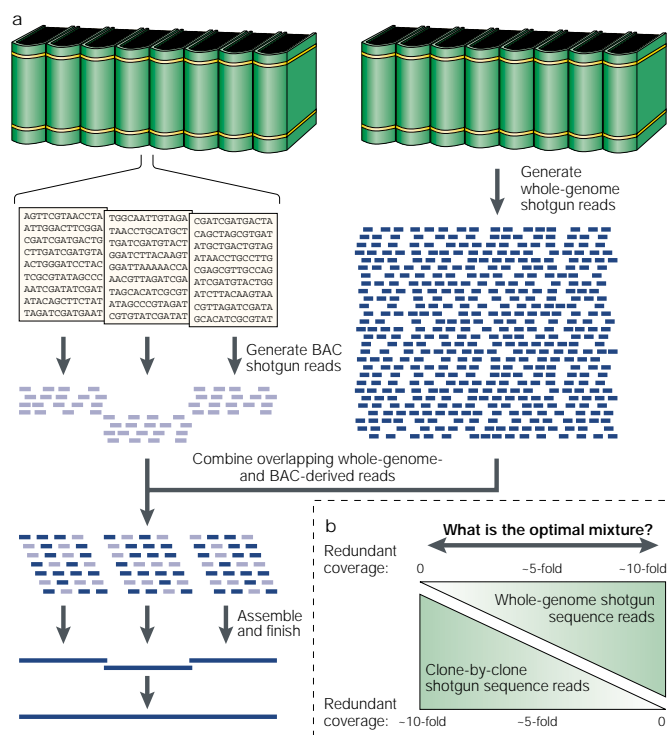 a
Generate
whole-genome
shotgun reads
AGTTCGTAACCTA
ATTGGACTTCGGA
CGATCGATGACTG
CTTGATCGATGTA
ACTGGGATCCTAC
TCGCGTATAGCCC
AATCGATATCGAT
ATACAGCTTCTAT
TAGATCGATGAAT
TGGCAATTGTAGA
TAACCTGCATGCT
TGATCGATGTACT
GGATCTTACAAGT
GGATTAAAAACCA
AACGTTAGATCGA
TAGCACATCGCGT
ATAGCCCGTAGAT
CGTGTATCGATAT
CGATCGATGACTA
CAGCTAGCGTGAT
ATGCTGACTGTAG
ATAACCTGCCTTG
CGAGCGTTGCCAG
ATCGATGTACTGG
ATCTTACAAGTAA
CGTTAGATCGATA
GCACATCGCGTAT
Generate BAC
shotgun reads
Combine overlapping whole-genome-
and BAC-derived reads
Assemble
and finish
b
What is the optimal mixture?
Redundant
coverage:
0 ~5-fold ~10-fold
Whole-genome shotgun
sequence reads
Clone-by-clone
shotgun sequence reads
Redundant
coverage: ~10-fold ~5-fold 0